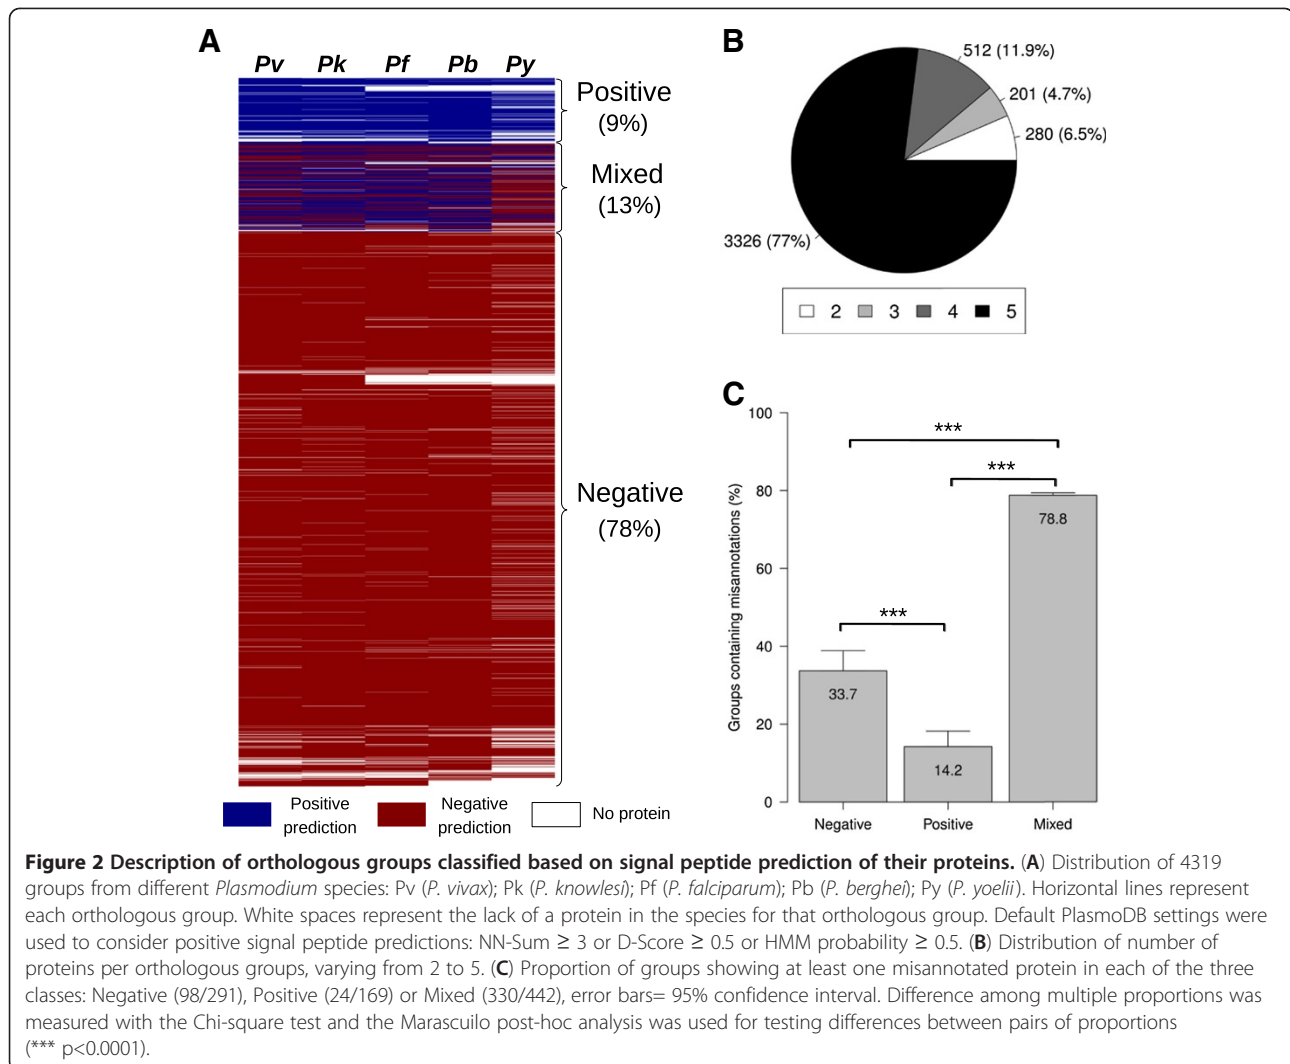 A
Pv Pk Pf Pb Py
Positive
(9%)
Mixed
(13%)
Negative
(78%)
Positive
prediction
Negative
prediction
No protein
B
512 (11.9%)
201 (4.7%)
280 (6.5%)
3326 (77%)
2 3 4 5
C
Groups containing misannotations (%)
100
80
60
40
20
0
***
***
***
33.7
14.2
78.8
Negative Positive Mixed
Figure 2 Description of orthologous groups classified based on signal peptide prediction of their proteins. (A) Distribution of 4319
groups from different Plasmodium species: Pv (P. vivax); Pk (P. knowlesi); Pf (P. falciparum); Pb (P. berghei); Py (P. yoelii). Horizontal lines represent
each orthologous group. White spaces represent the lack of a protein in the species for that orthologous group. Default PlasmoDB settings were
used to consider positive signal peptide predictions: NN-Sum ≥ 3 or D-Score ≥ 0.5 or HMM probability ≥ 0.5. (B) Distribution of number of
proteins per orthologous groups, varying from 2 to 5. (C) Proportion of groups showing at least one misannotated protein in each of the three
classes: Negative (98/291), Positive (24/169) or Mixed (330/442), error bars= 95% confidence interval. Difference among multiple proportions was
measured with the Chi-square test and the Marascuilo post-hoc analysis was used for testing differences between pairs of proportions
(*** p<0.0001).